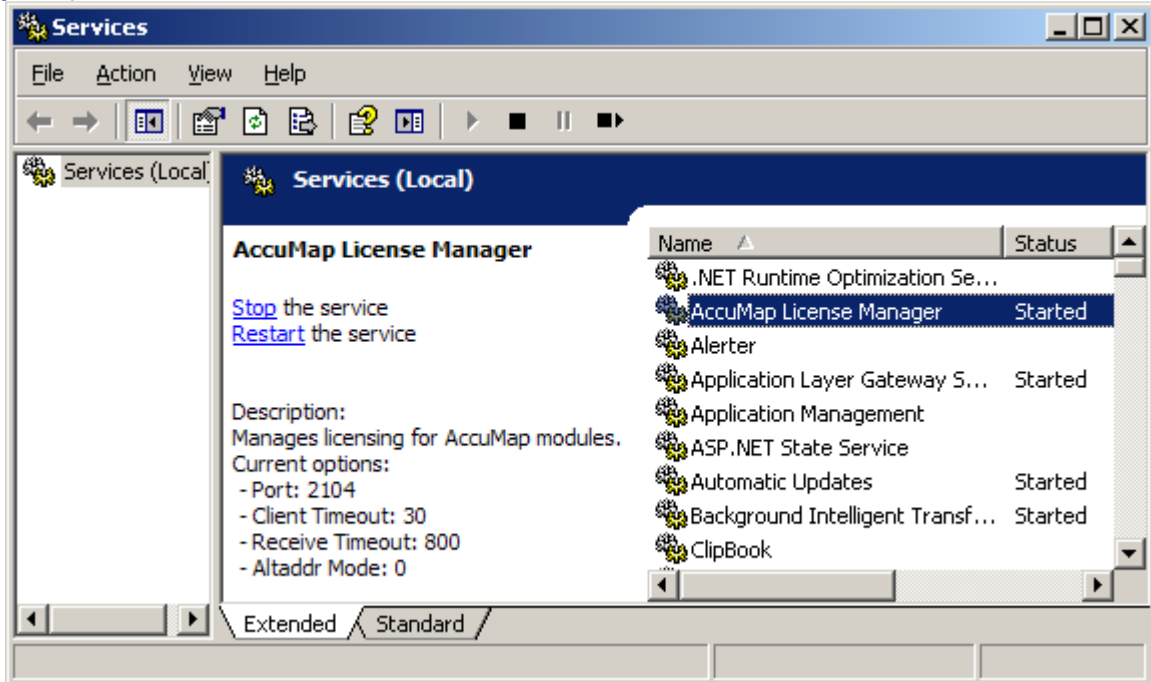 Services
File Action View Help
Services (Local
Services (Local)
AccuMap License Manager
Stop the service
Restart the service
Description:
Manages licensing for AccuMap modules.
Current options:
- Port: 2104
- Client Timeout: 30
- Receive Timeout: 800
- Altaddr Mode: 0
Name Status
.NET Runtime Optimization Se...
AccuMap License Manager Started
Alerter
Application Layer Gateway S... Started
Application Management
ASP.NET State Service
Automatic Updates Started
Background Intelligent Transf... Started
ClipBook
Extended Standard